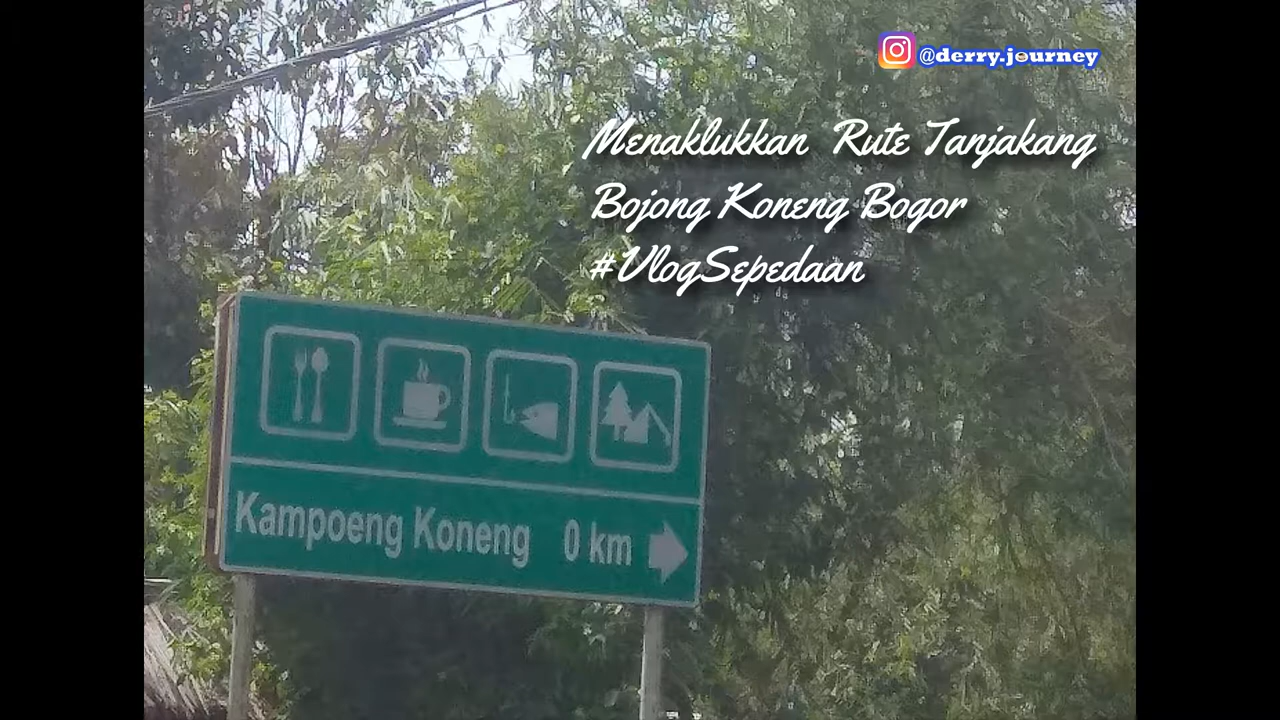 @derry.journey
Menaklukkan Rute Tanjakang
Bojong Koneng Bogor
#VlogSepedaan
Kampoeng Koneng 0 km